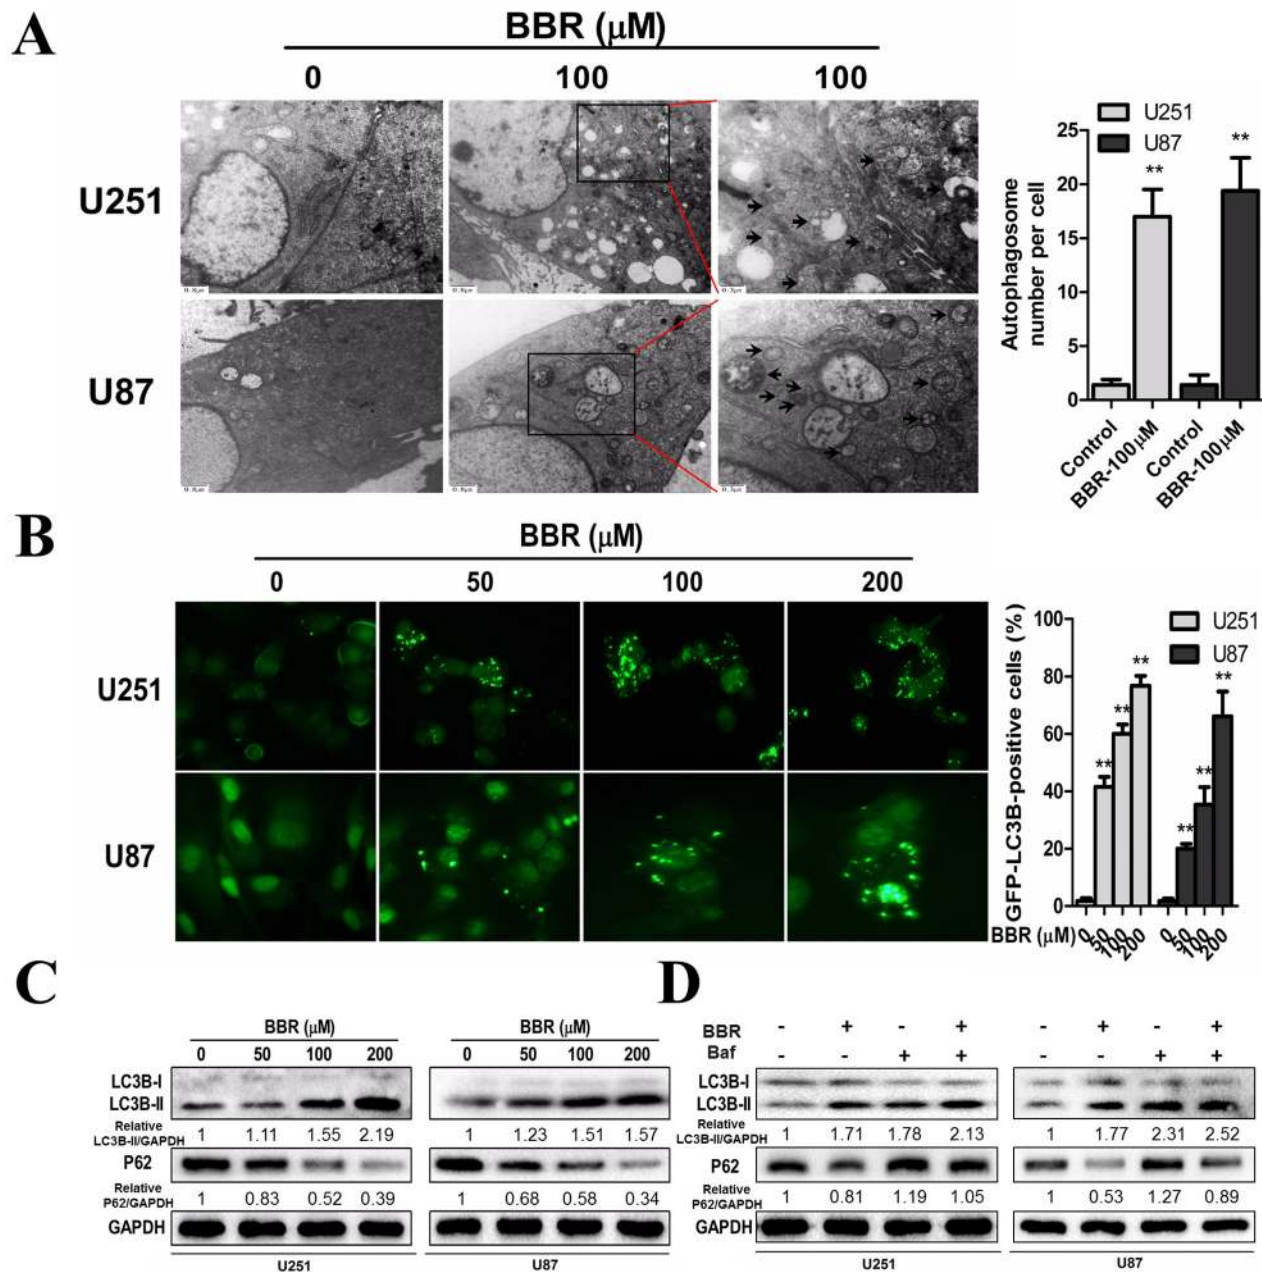 A
BBR (μM)
0 100 100
U251
U87
Autophagosome
number per cell
25
20
15
10
5
0
U251
U87
**
**
Control
BBR-100μM
Control
BBR-100μM
B
BBR (μM)
0 50 100 200
U251
U87
GFP-LC3B-positive cells (%)
100
80
60
40
20
0
U251
U87
**
**
**
**
**
**
BBR (μM)
0 50 100 200 0 50 100 200
C
BBR (μM) BBR (μM)
0 50 100 200 0 50 100 200
LC3B-I
LC3B-II
Relative
LC3B-II/GAPDH 1 1.11 1.55 2.19 1 1.23 1.51 1.57
P62
Relative
P62/GAPDH 1 0.83 0.52 0.39 1 0.68 0.58 0.34
GAPDH
U251 U87
D
BBR - + - + - + - +
Baf - - + + - - + +
LC3B-I
LC3B-II
Relative
LC3B-II/GAPDH 1 1.71 1.78 2.13 1 1.77 2.31 2.52
P62
Relative
P62/GAPDH 1 0.81 1.19 1.05 1 0.53 1.27 0.89
GAPDH
U251 U87